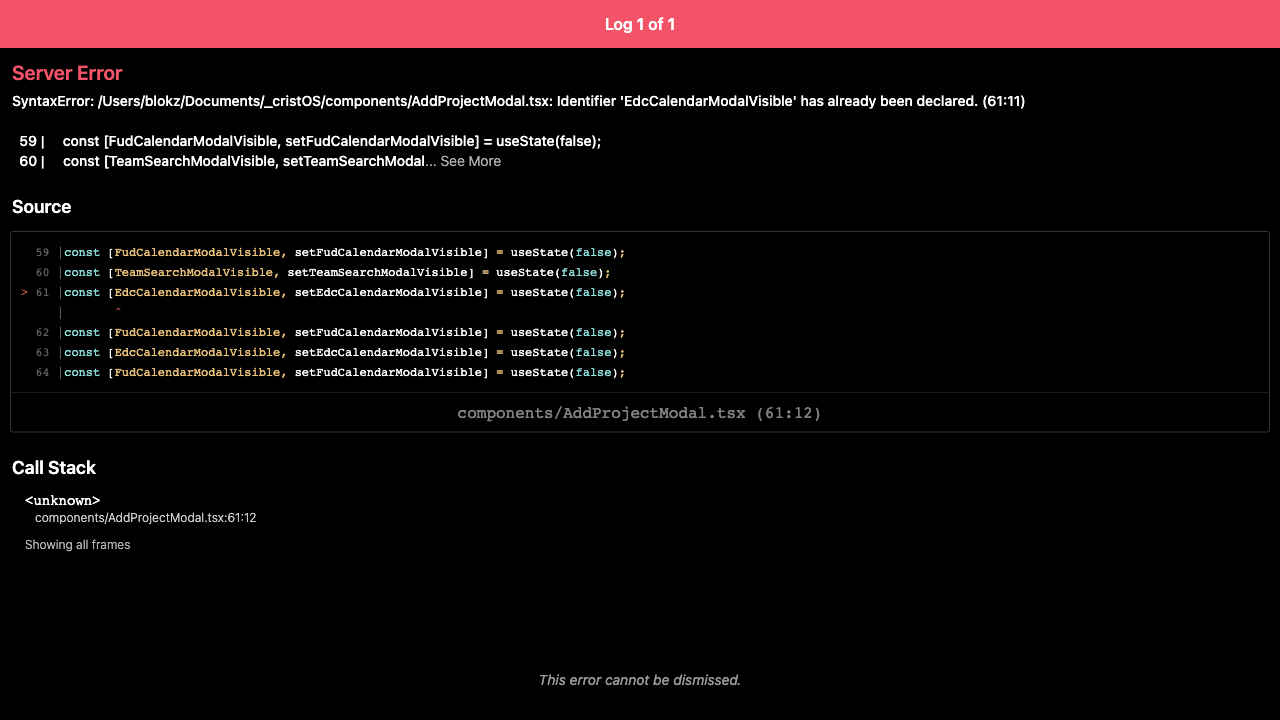 Log 1 of 1
Server Error
SyntaxError: /Users/blokz/Documents/_cristOS/components/AddProjectModal.tsx: Identifier 'EdcCalendarModalVisible' has already been declared. (61:11)
59 | const [FudCalendarModalVisible, setFudCalendarModalVisible] = useState(false);
60 | const [TeamSearchModalVisible, setTeamSearchModal... See More
Source
59 | const [FudCalendarModalVisible, setFudCalendarModalVisible] = useState(false);
60 | const [TeamSearchModalVisible, setTeamSearchModalVisible] = useState(false);
> 61 | const [EdcCalendarModalVisible, setEdcCalendarModalVisible] = useState(false);
| ^
62 | const [FudCalendarModalVisible, setFudCalendarModalVisible] = useState(false);
63 | const [EdcCalendarModalVisible, setEdcCalendarModalVisible] = useState(false);
64 | const [FudCalendarModalVisible, setFudCalendarModalVisible] = useState(false);
components/AddProjectModal.tsx (61:12)
Call Stack
<unknown>
components/AddProjectModal.tsx:61:12
Showing all frames
This error cannot be dismissed.